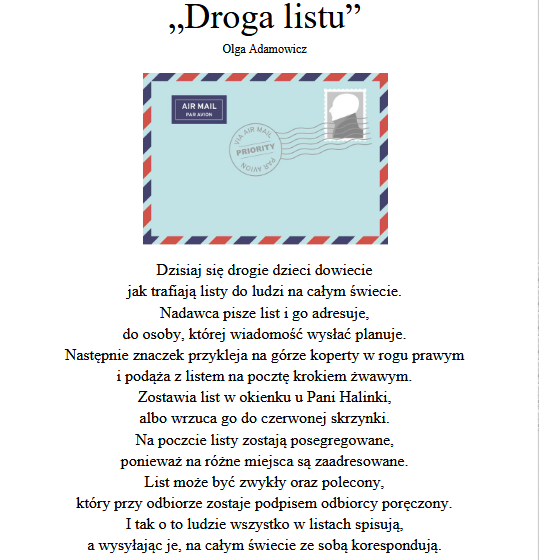 „Droga listu”
Olga Adamowicz
AIR MAIL
PAR AVION
VIA AIR MAIL
PRIORITY
PAR AVION
Dzisiaj się drogie dzieci dowiecie
jak trafiają listy do ludzi na całym świecie.
Nadawca pisze list i go adresuje,
do osoby, której wiadomość wysłać planuje.
Następnie znaczek przykleja na górze koperty w rogu prawym
i podąża z listem na pocztę krokiem żwawym.
Zostawia list w okienku u Pani Halinki,
albo wrzuca go do czerwonej skrzynki.
Na poczcie listy zostają posegregowane,
ponieważ na różne miejsca są zaadresowane.
List może być zwykły oraz polecony,
który przy odbiorze zostaje podpisem odbiorcy poręczony.
I tak o to ludzie wszystko w listach spisują,
a wysyłając je, na całym świecie ze sobą korespondują.